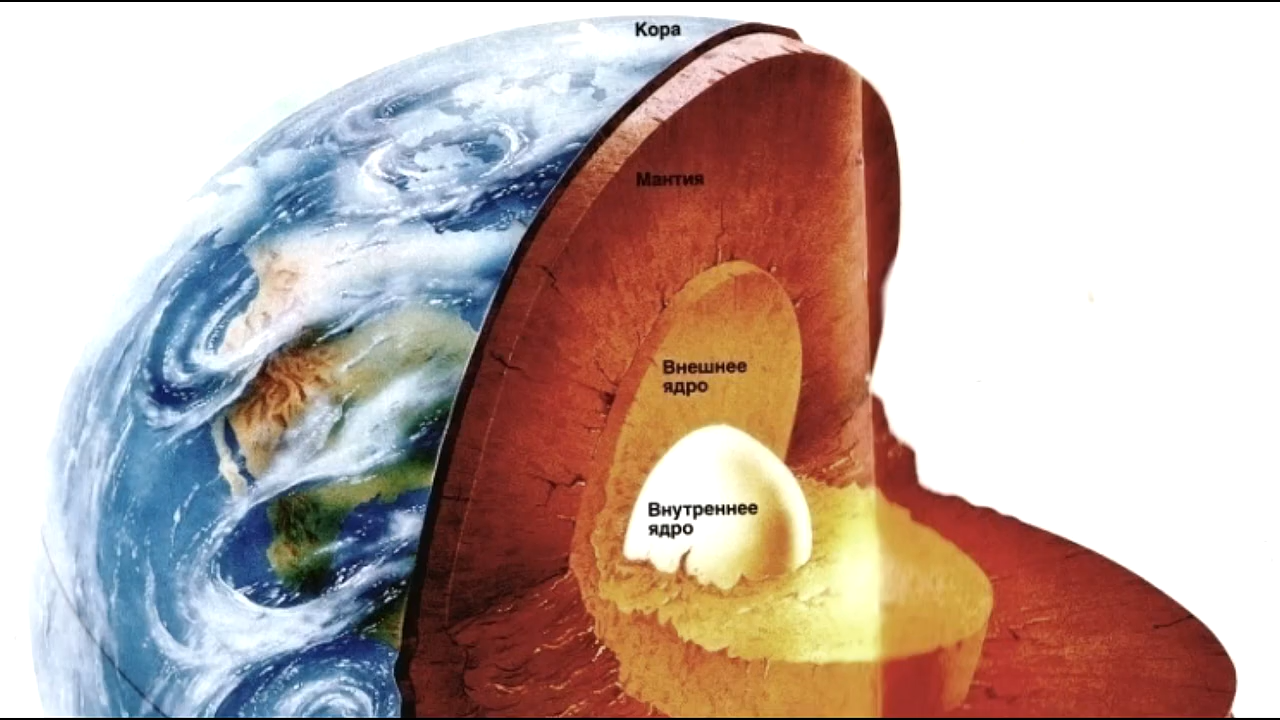 Кора
Мантия
Внешнее
ядро
Внутреннее
ядро